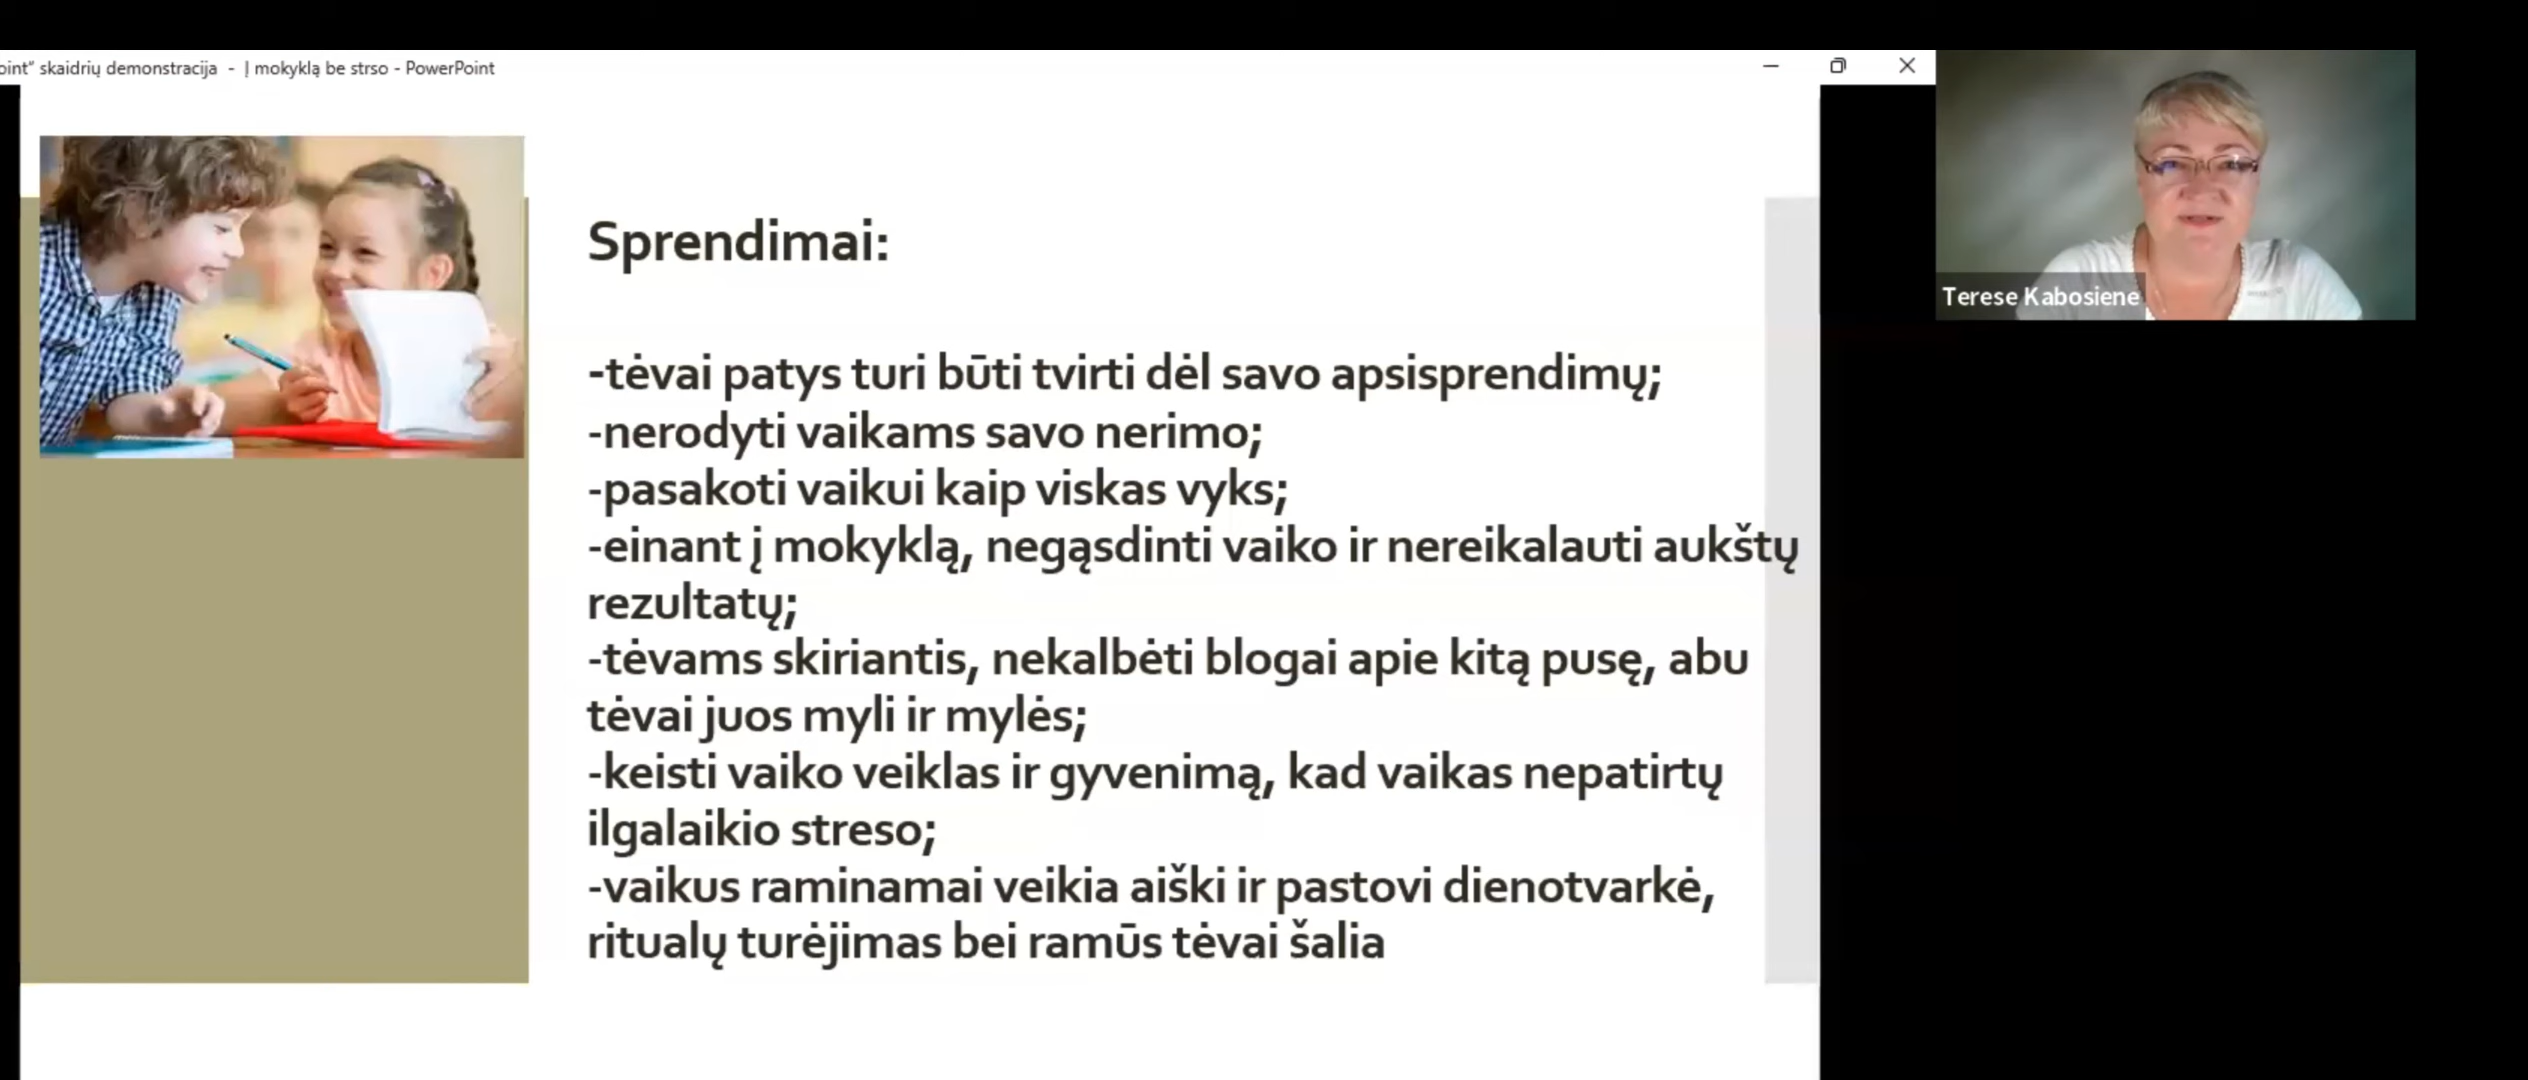 oint“ skaidrių demonstracija - Į mokyklą be strso - PowerPoint
Terese Kabosiene
Sprendimai:
-tėvai patys turi būti tvirti dėl savo apsisprendimų;
-nerodyti vaikams savo nerimo;
-pasakoti vaikui kaip viskas vyks;
-einant į mokyklą, negąsdinti vaiko ir nereikalauti aukštų
rezultatų;
-tėvams skiriantis, nekalbėti blogai apie kitą pusę, abu
tėvai juos myli ir mylės;
-keisti vaiko veiklas ir gyvenimą, kad vaikas nepatirtų
ilgalaikio streso;
-vaikus raminamai veikia aiški ir pastovi dienotvarkė,
ritualų turėjimas bei ramūs tėvai šalia